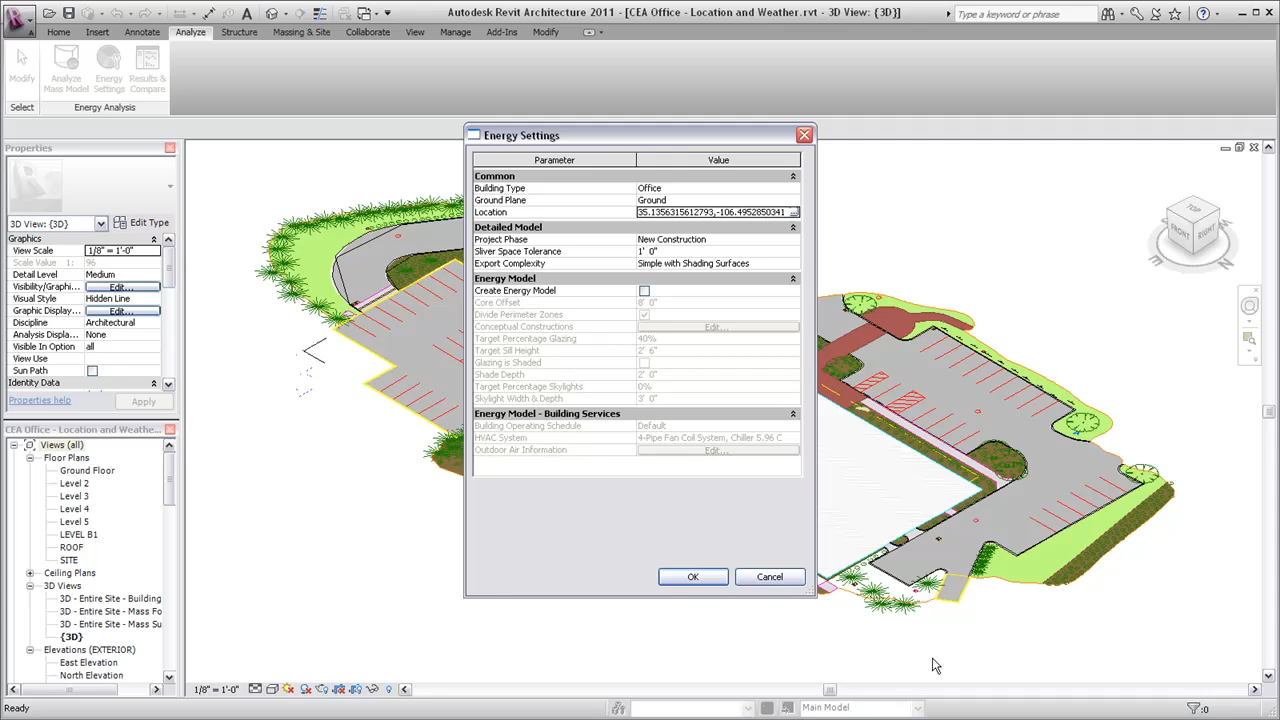 Autodesk Revit Architecture 2011 - [CEA Office - Location and Weather.rvt - 3D View: {3D}]
Type a keyword or phrase
Home Insert Annotate Analyze Structure Massing & Site Collaborate View Manage Add-Ins Modify
Modify
Analyze Mass Model
Energy Settings
Results & Compare
Select Energy Analysis
Properties
3D View: {3D} Edit Type
Graphics
View Scale 1/8" = 1'-0"
Scale Value 1: 96
Detail Level Medium
Visibility/Graphi... Edit...
Visual Style Hidden Line
Graphic Display... Edit...
Discipline Architectural
Analysis Displa... None
Visible In Option all
View Use
Sun Path
Identity Data
Properties help Apply
CEA Office - Location and Weathe...
Views (all)
Floor Plans
Ground Floor
Level 2
Level 3
Level 4
Level 5
LEVEL B1
ROOF
SITE
Ceiling Plans
3D Views
3D - Entire Site - Building
3D - Entire Site - Mass Fo
3D - Entire Site - Mass Su
{3D}
Elevations (EXTERIOR)
East Elevation
North Elevation
Energy Settings
Parameter Value
Common
Building Type Office
Ground Plane Ground
Location 35.1356315612793,-106.4952850341 ...
Detailed Model
Project Phase New Construction
Sliver Space Tolerance 1' 0"
Export Complexity Simple with Shading Surfaces
Energy Model
Create Energy Model
Core Offset 8' 0"
Divide Perimeter Zones
Conceptual Constructions Edit...
Target Percentage Glazing 40%
Target Sill Height 2' 6"
Glazing is Shaded
Shade Depth 2' 0"
Target Percentage Skylights 0%
Skylight Width & Depth 3' 0"
Energy Model - Building Services
Building Operating Schedule Default
HVAC System 4-Pipe Fan Coil System, Chiller 5.96 C
Outdoor Air Information Edit...
OK Cancel
TOP
FRONT RIGHT
1/8" = 1'-0"
Ready Main Model :0